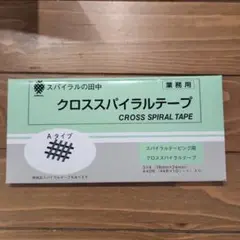 スパイラルの田中
業務用
クロススパイラルテープ
CROSS SPIRAL TAPE
Aタイプ
スパイラルテーピング用
クロススパイラルテープ